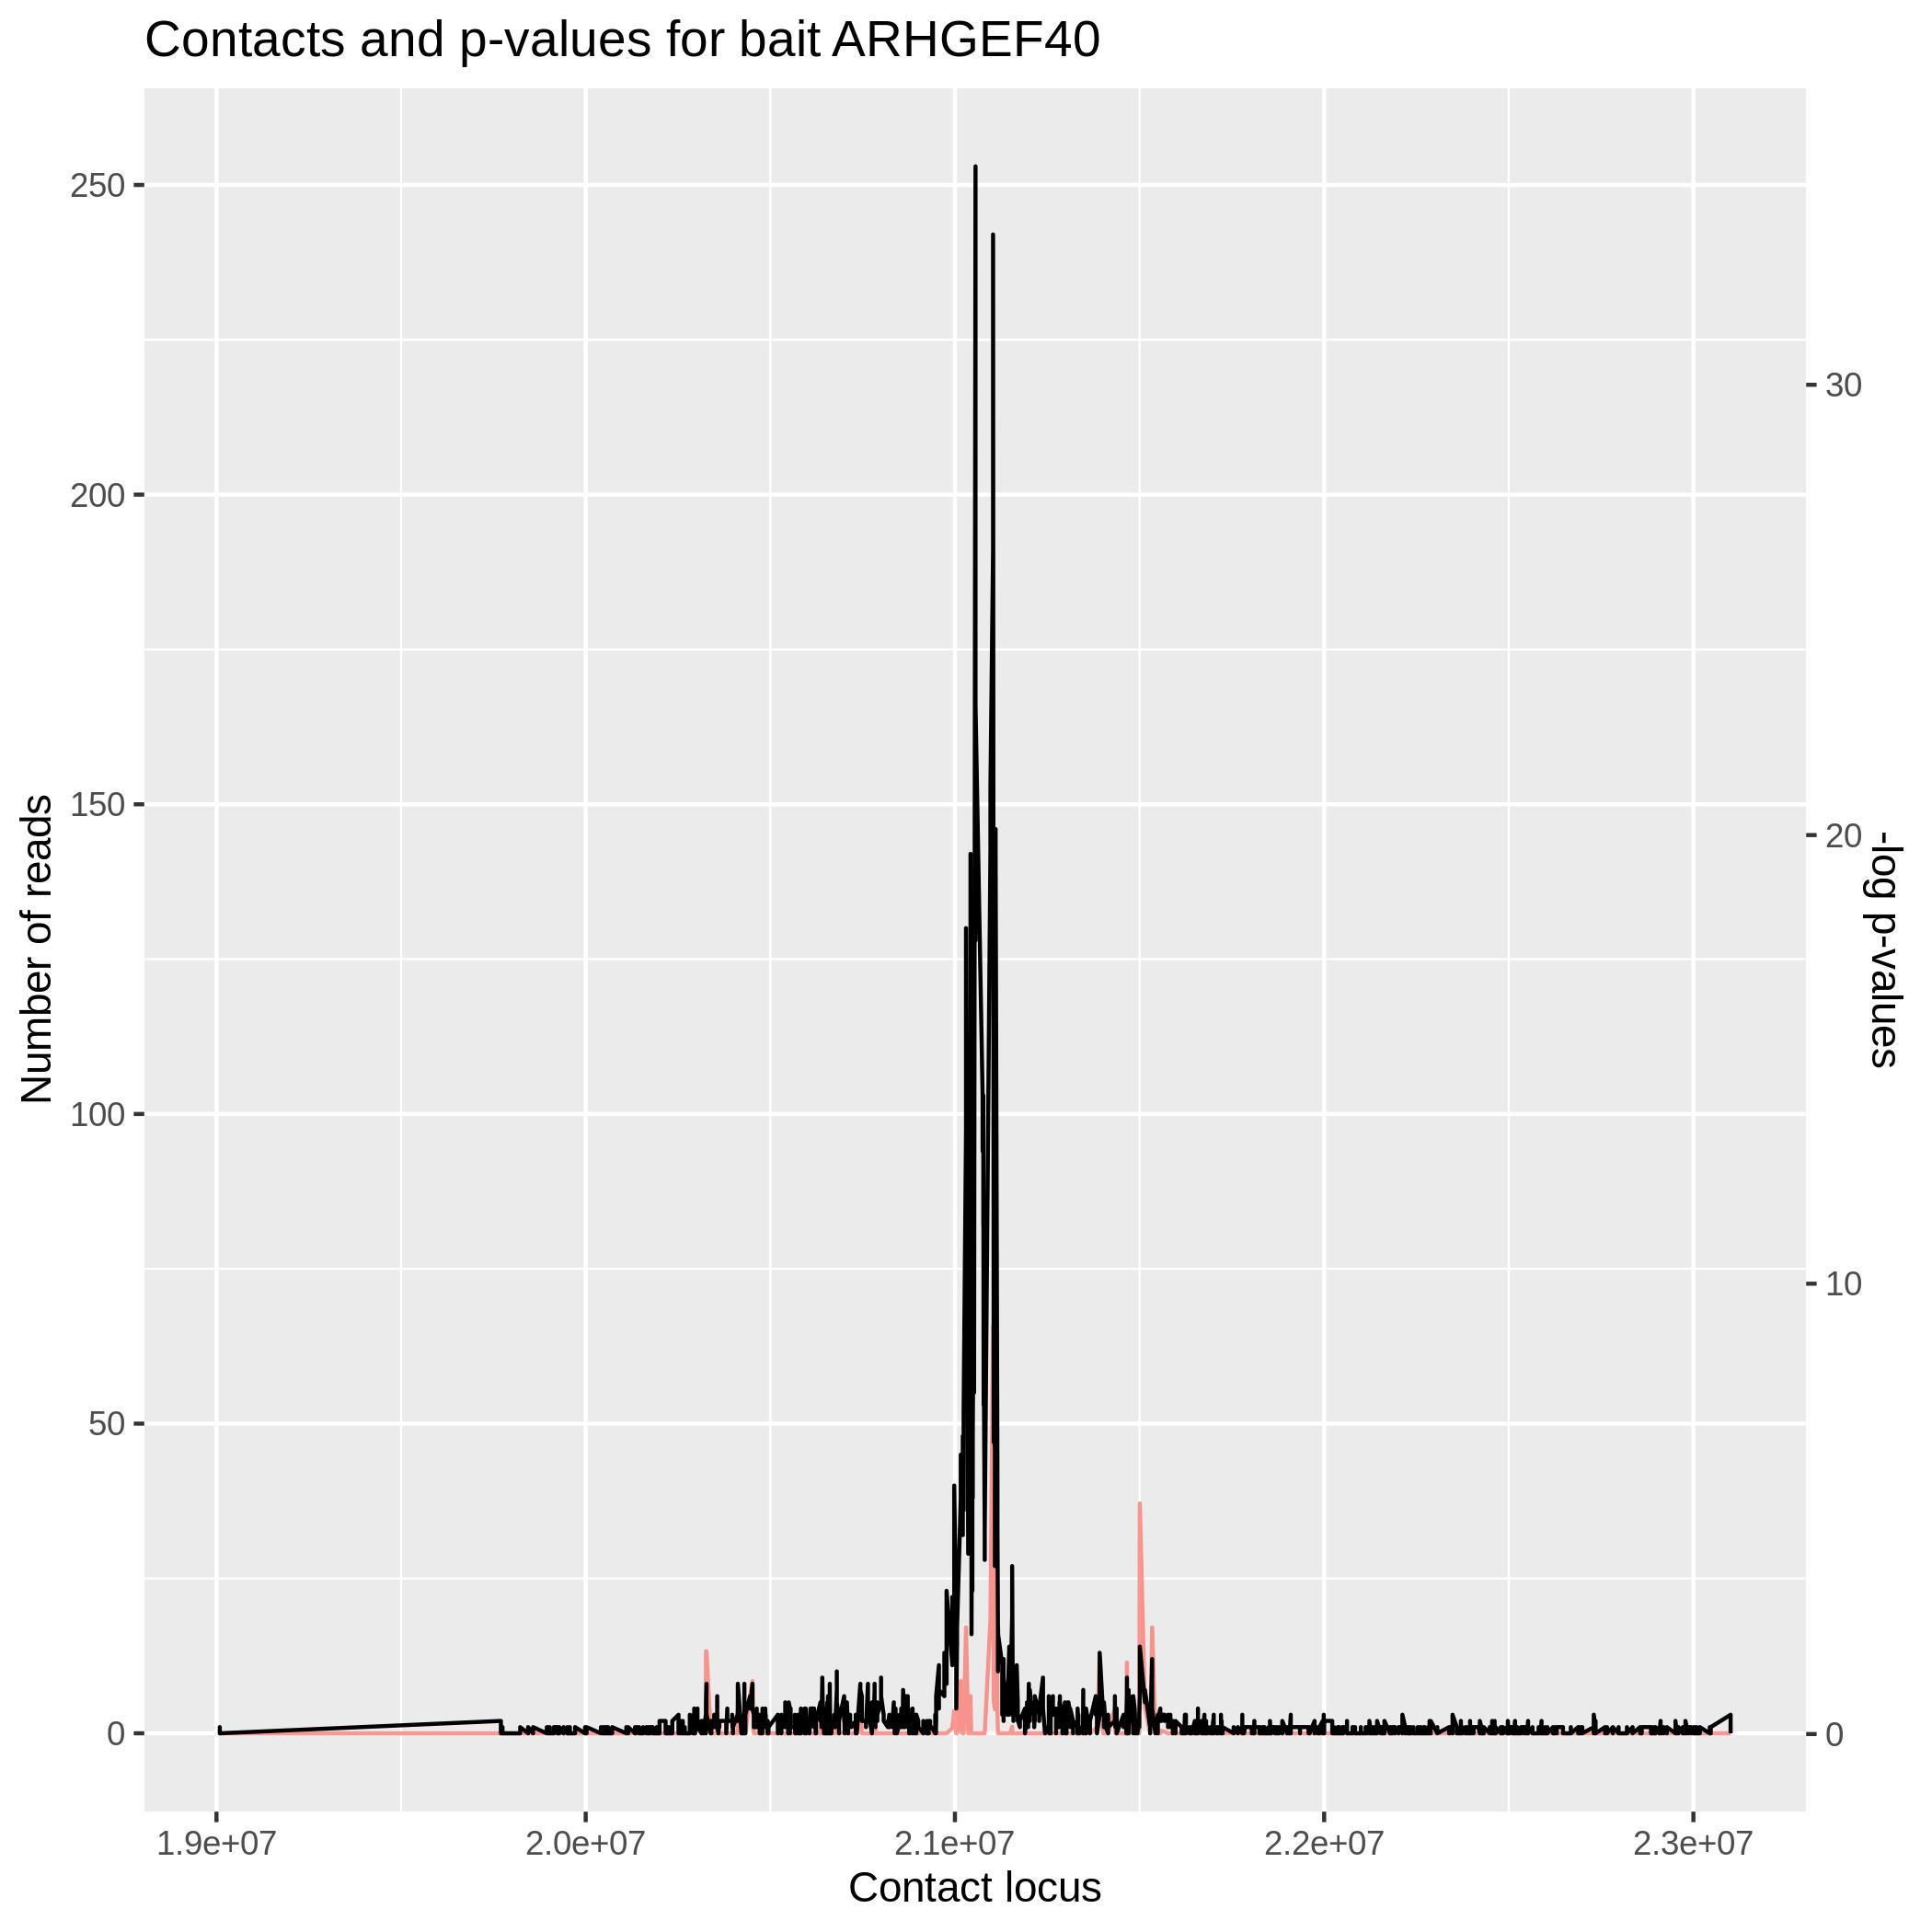 Contacts and p-values for bait ARHGEF40
Number of reads
250
200
150
100
50
0
30
20
10
0
-log p-values
1.9e+07
2.0e+07
2.1e+07
2.2e+07
2.3e+07
Contact locus